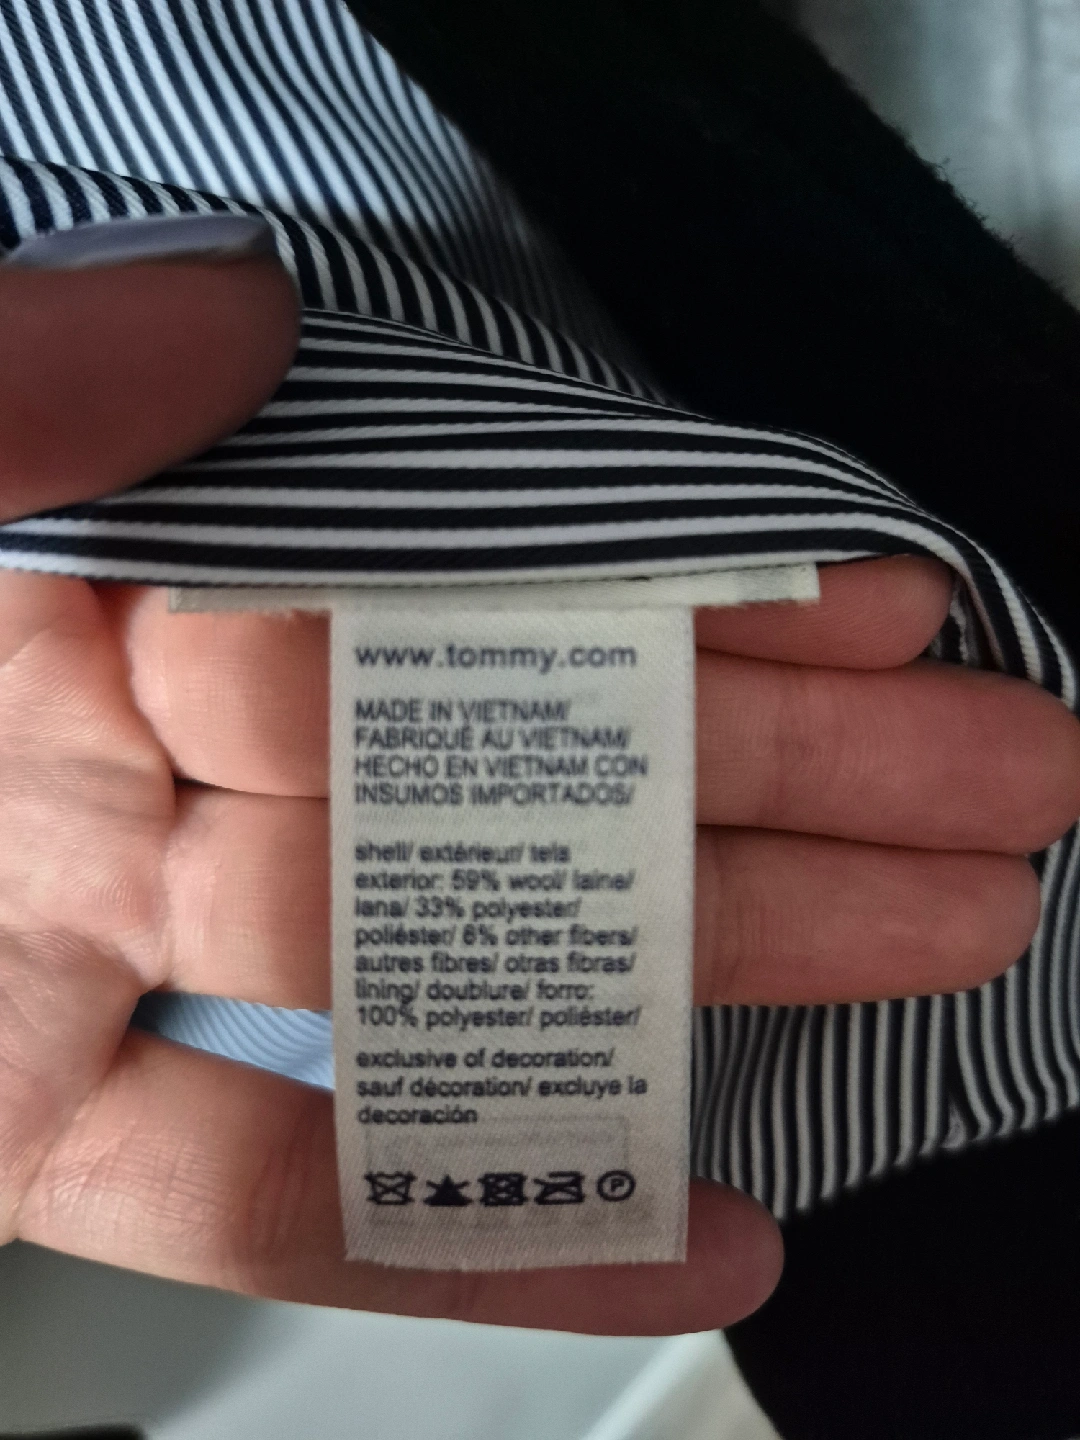 www.tommy.com
MADE IN VIETNAM/
FABRIQUÉ AU VIETNAM/
HECHO EN VIETNAM CON
INSUMOS IMPORTADOS/
shell/ extérieur/ tela
exterior: 59% wool/ laine/
lana/ 33% polyester/
poliéster/ 8% other fibers/
autres fibres/ otras fibras/
lining/ doublure/ forro:
100% polyester/ poliéster/
exclusive of decoration/
sauf décoration/ excluye la
decoración
P